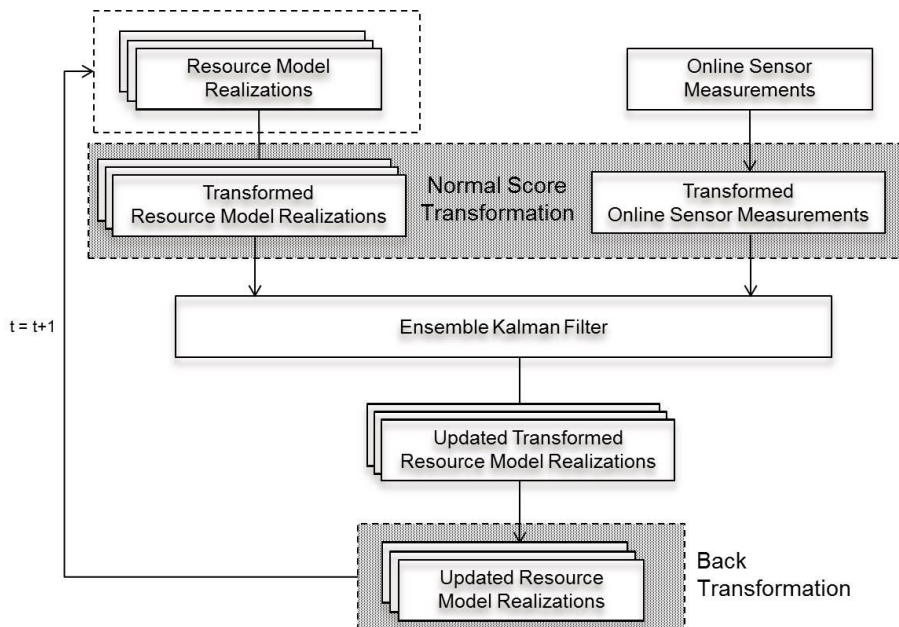 Resource Model
Realizations
Online Sensor
Measurements
Transformed
Resource Model Realizations
Normal Score
Transformation
Transformed
Online Sensor Measurements
Ensemble Kalman Filter
t = t+1
Updated Transformed
Resource Model Realizations
Updated Resource
Model Realizations
Back
Transformation